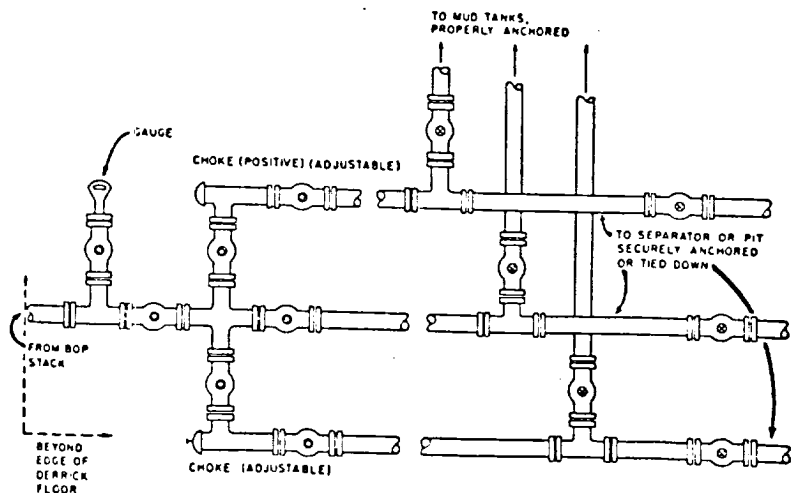 TO MUD TANKS,
PROPERLY ANCHORED
GAUGE
CHOKE (POSITIVE) (ADJUSTABLE)
TO SEPARATOR OR PIT
SECURELY ANCHORED
OR TIED DOWN
FROM BOP
STACK
BEYOND
EDGE OF
DERRICK
FLOOR
CHOKE (ADJUSTABLE)